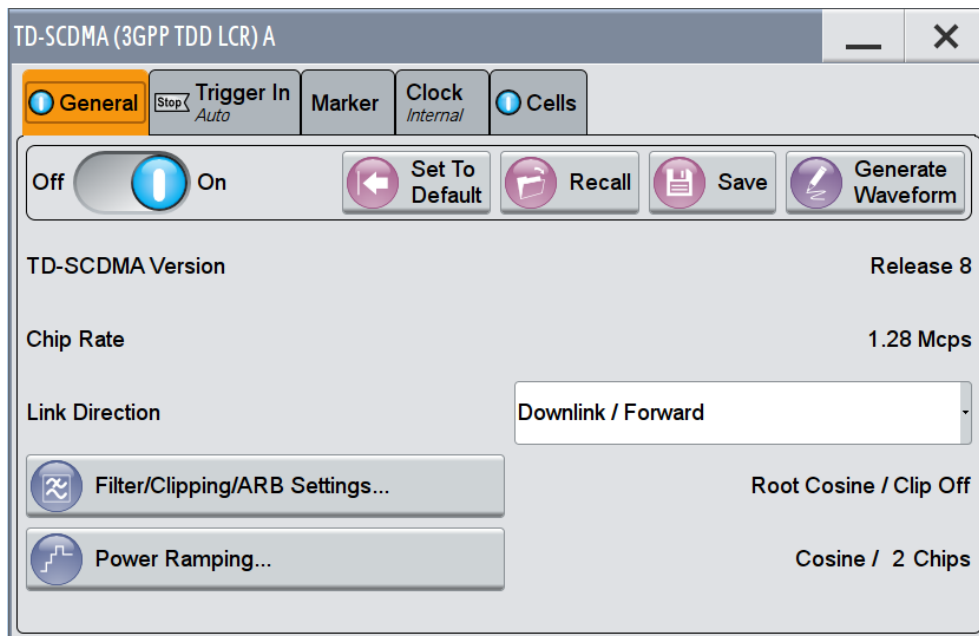 TD-SCDMA (3GPP TDD LCR) A
General
Stop
Trigger In
Auto
Marker
Clock
Internal
Cells
Off
On
Set To
Default
Recall
Save
Generate
Waveform
TD-SCDMA Version
Release 8
Chip Rate
1.28 Mcps
Link Direction
Downlink / Forward
Filter/Clipping/ARB Settings...
Root Cosine / Clip Off
Power Ramping...
Cosine / 2 Chips